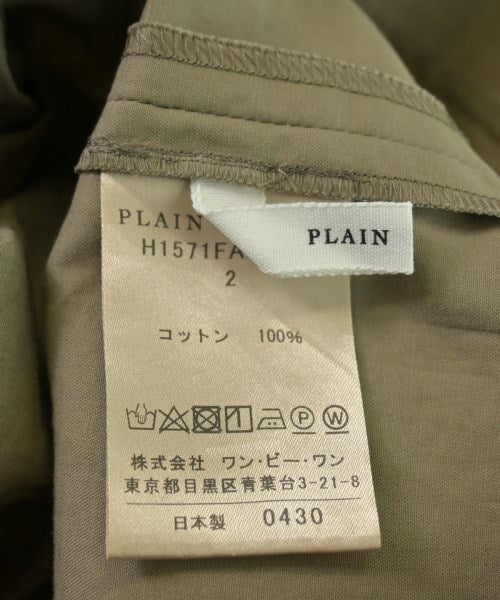 PLAIN
PLAIN
H1571FA
2
コットン 100%
株式会社 ワン・ビー・ワン
東京都目黒区青葉台3-21-8
日本製 0430